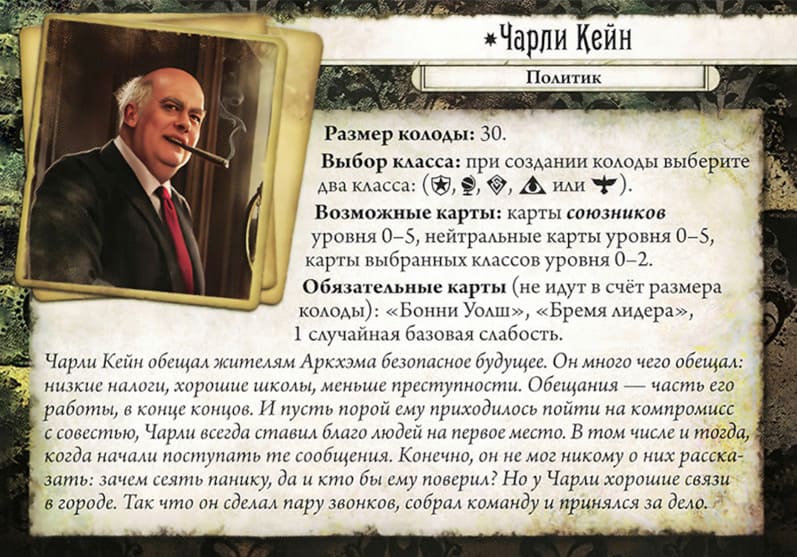 Чарли Кейн
Политик
Размер колоды: 30.
Выбор класса: при создании колоды выберите
два класса: ( , , , или ).
Возможные карты: карты союзников
уровня 0–5, нейтральные карты уровня 0–5,
карты выбранных классов уровня 0–2.
Обязательные карты (не идут в счёт размера
колоды): «Бонни Уолш», «Бремя лидера»,
1 случайная базовая слабость.
Чарли Кейн обещал жителям Аркхэма безопасное будущее. Он много чего обещал:
низкие налоги, хорошие школы, меньше преступности. Обещания — часть его
работы, в конце концов. И пусть порой ему приходилось пойти на компромисс
с совестью, Чарли всегда ставил благо людей на первое место. В том числе и тогда,
когда начали поступать те сообщения. Конечно, он не мог никому о них расска-
зать: зачем сеять панику, да и кто бы ему поверил? Но у Чарли хорошие связи
в городе. Так что он сделал пару звонков, собрал команду и принялся за дело.